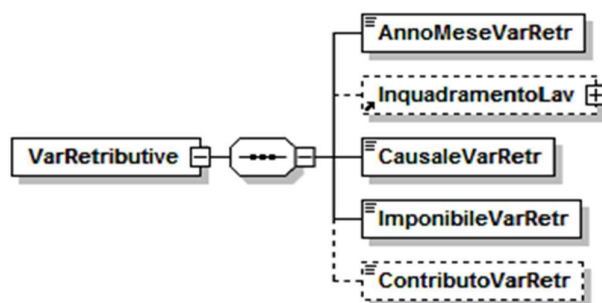 AnnoMeseVarRetr
InquadramentoLav
VarRetributive
CausaleVarRetr
ImponibileVarRetr
ContributoVarRetr